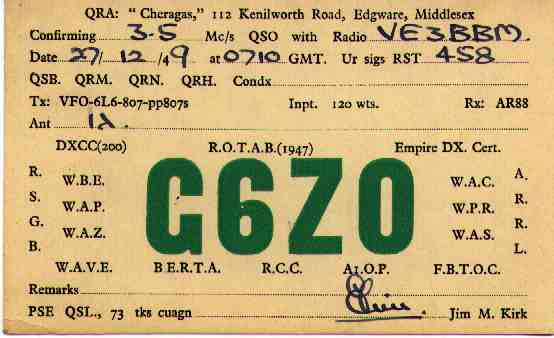 QRA: "Cheragas," 112 Kenilworth Road, Edgware, Middlesex
Confirming 3-5 Mc/s QSO with Radio VE3BBM.
Date 27/12/49 at 0710 GMT. Ur sigs RST 458
QSB. QRM. QRN. QRH. Condx
Tx: VFO-6L6-807-pp807s Inpt. 120 wts. Rx: AR88
Ant
DXCC(200) R.O.T.A.B.(1947) Empire DX. Cert.
R. W.B.E. G6ZO W.A.C. A.
S. W.A.P. W.P.R. R.
G. W.A.Z. W.A.S. R.
B. L.
W.A.V.E. B.E.R.T.A. R.C.C. A1.O.P. F.B.T.O.C.
Remarks
PSE QSL., 73 tks cuagn Jim M. Kirk